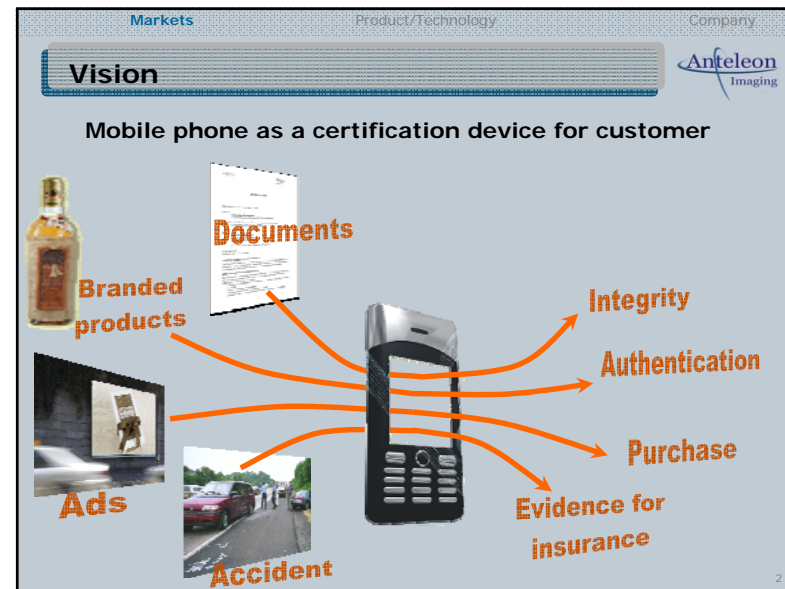 Markets
Product/Technology
Company
Vision
Anteleon
Imaging
Mobile phone as a certification device for customer
Documents
Branded
products
Ads
Accident
Integrity
Authentication
Purchase
Evidence for
insurance
2